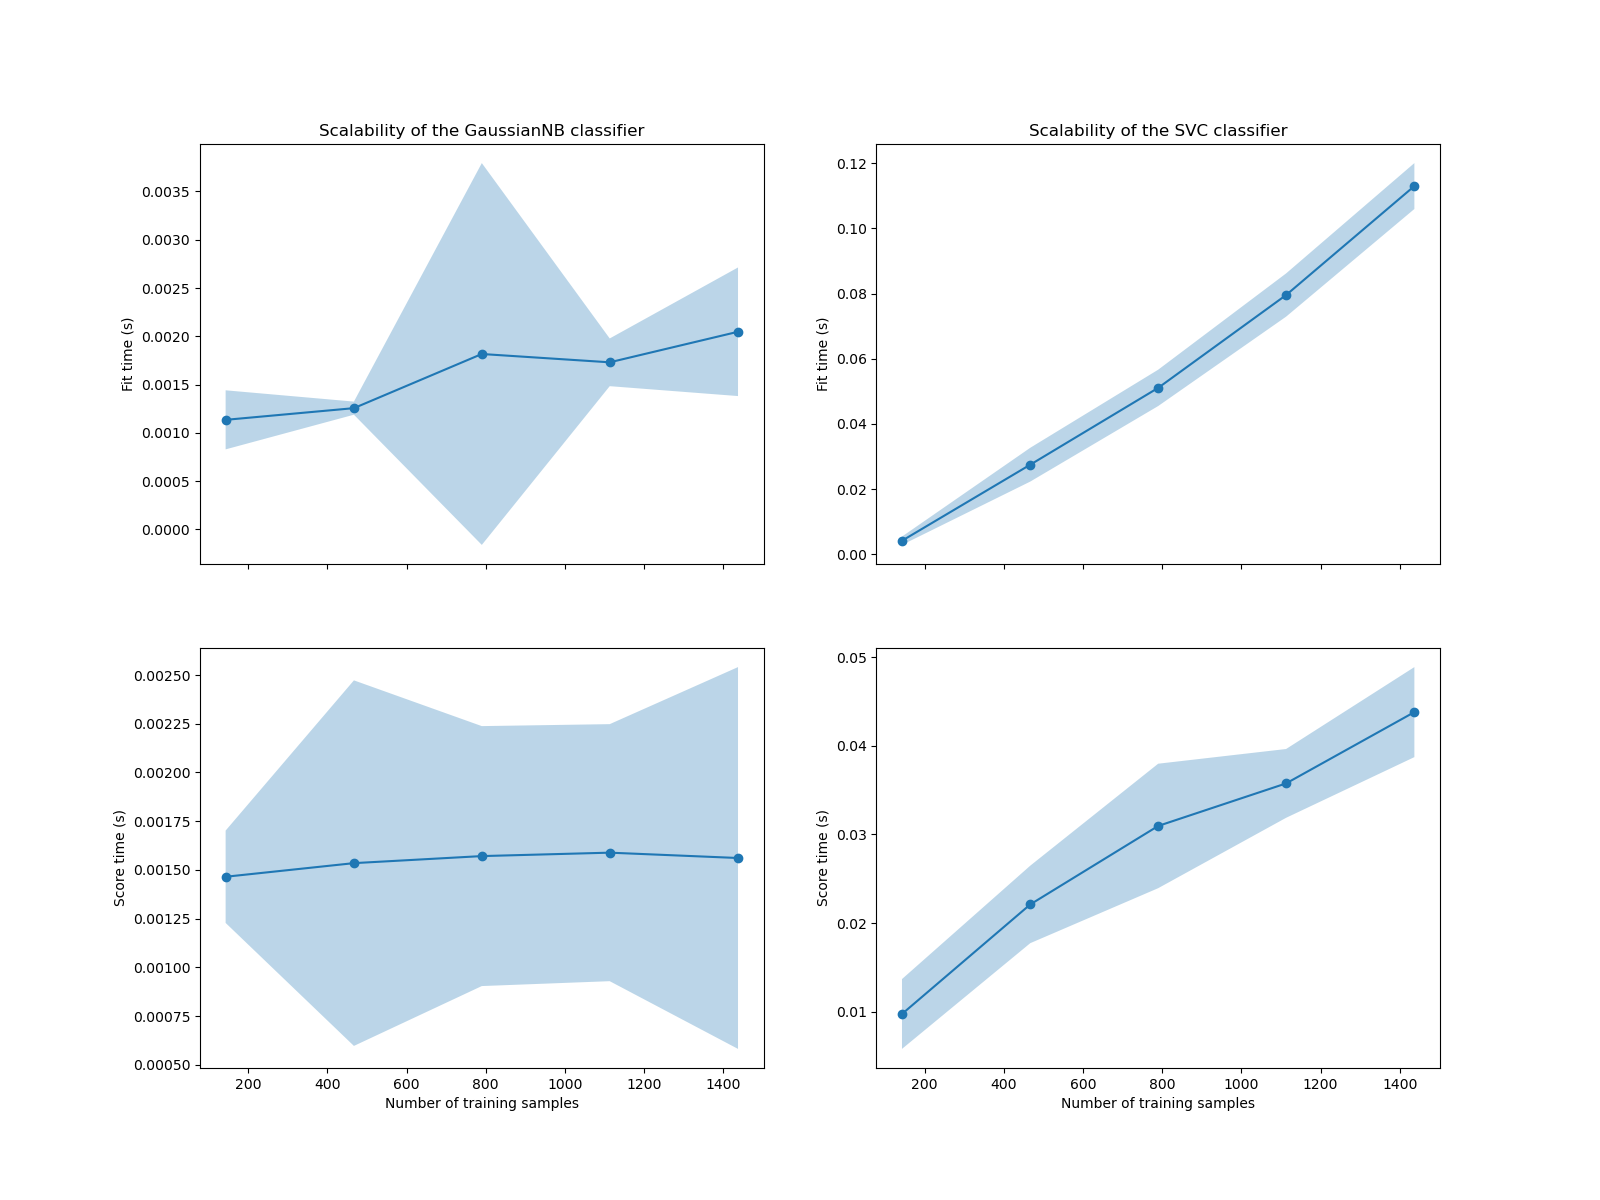 Scalability of the GaussianNB classifier
0.0035
0.0030
0.0025
0.0020
0.0015
0.0010
0.0005
0.0000
Fit time (s)
Scalability of the SVC classifier
0.12
0.10
0.08
0.06
0.04
0.02
0.00
Fit time (s)
0.00250
0.00225
0.00200
0.00175
0.00150
0.00125
0.00100
0.00075
0.00050
Score time (s)
200 400 600 800 1000 1200 1400
Number of training samples
0.05
0.04
0.03
0.02
0.01
Score time (s)
200 400 600 800 1000 1200 1400
Number of training samples